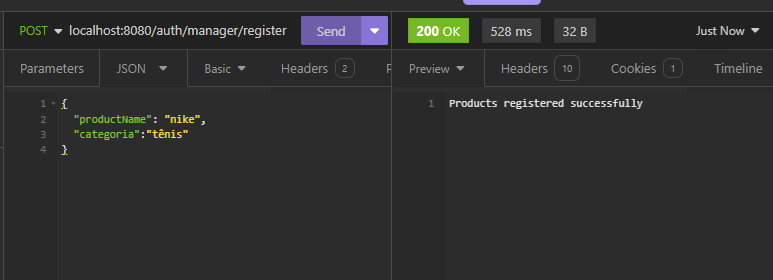 POST localhost:8080/auth/manager/register Send
200 OK 528 ms 32 B Just Now
Parameters JSON Basic Headers 2
Preview Headers 10 Cookies 1 Timeline
1 {
2 "productName": "nike",
3 "categoria":"tênis"
4 }
1 Products registered successfully